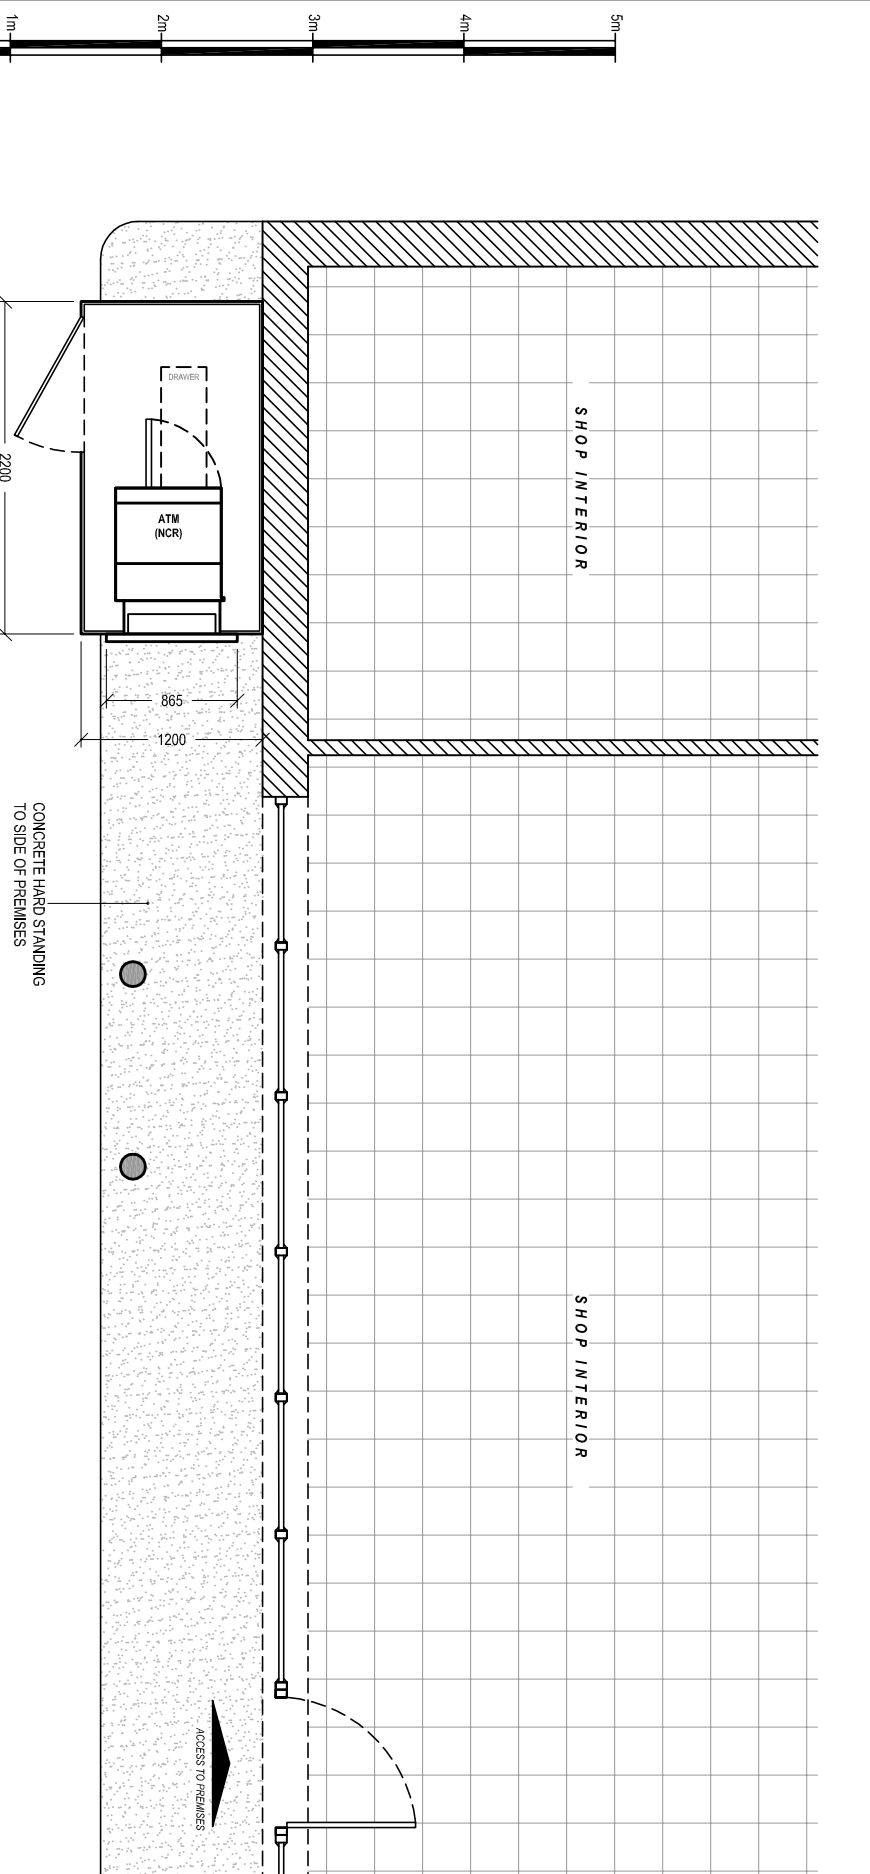 1m
2m
3m
4m
5m
SHOP INTERIOR
DRAWER
2200
ATM
(NCR)
865
1200
CONCRETE HARD STANDING
TO SIDE OF PREMISES
SHOP INTERIOR
ACCESS TO PREMISES